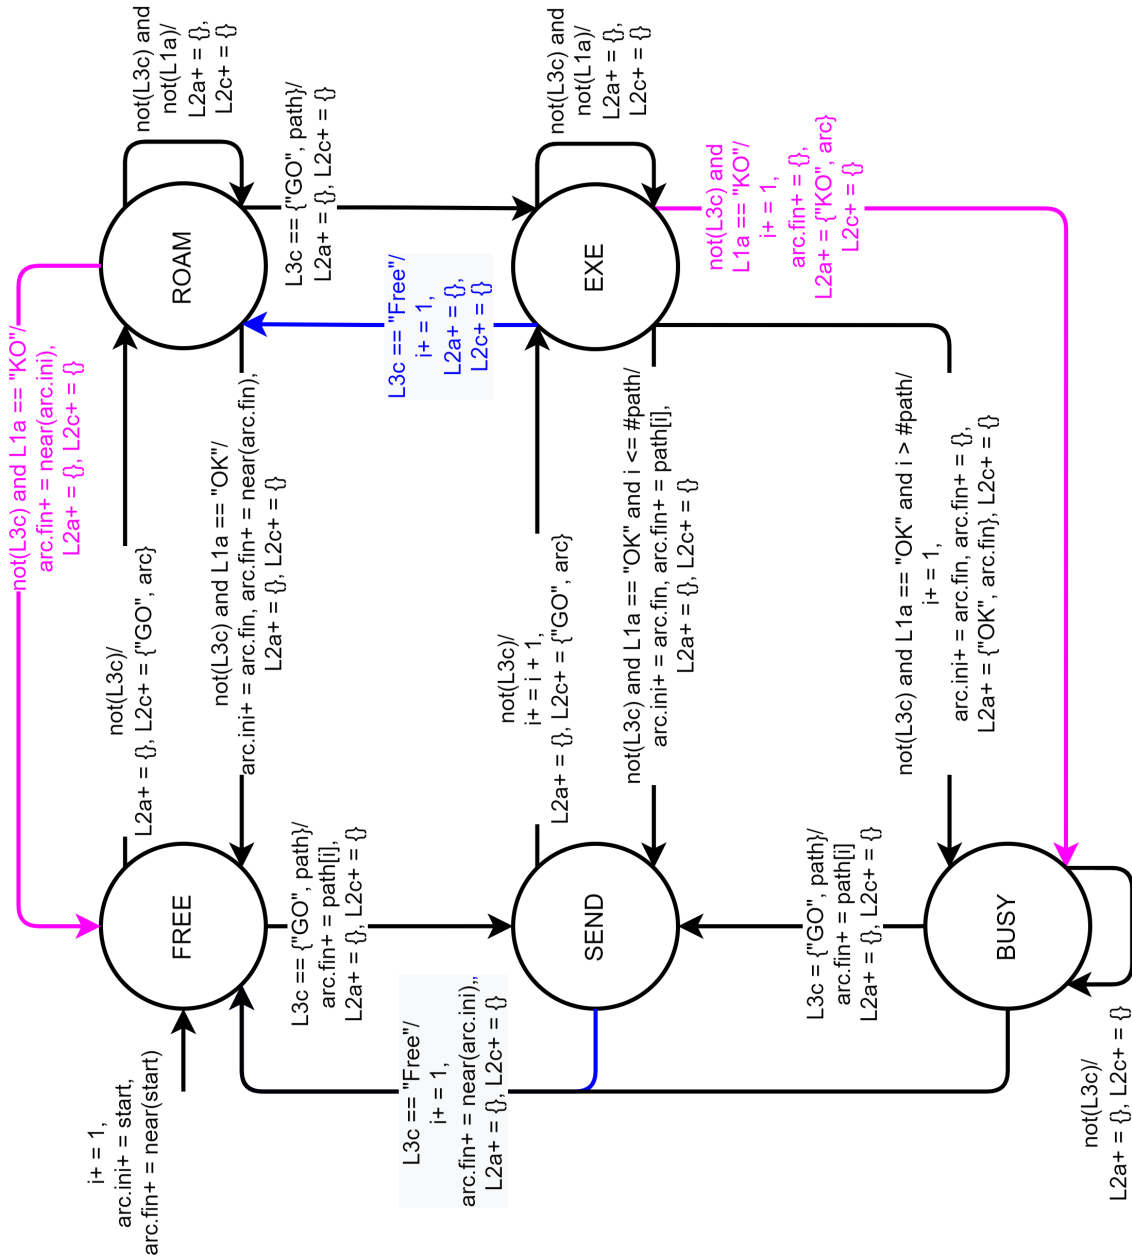 i+ = 1,
arc.ini+ = start,
arc.fin+ = near(start)
FREE
not(L3c) and L1a == "KO"/
arc.fin+ = near(arc.ini),
L2a+ = {}, L2c+ = {}
not(L3c)/
L2a+ = {}, L2c+ = {"GO", arc}
not(L3c) and L1a == "OK"/
arc.ini+ = arc.fin, arc.fin+ = near(arc.fin),
L2a+ = {}, L2c+ = {}
ROAM
not(L3c) and
not(L1a)/
L2a+ = {},
L2c+ = {}
L3c == {"GO", path}/
arc.fin+ = path[i],
L2a+ = {}, L2c+ = {}
L3c == "Free"/
i+ = 1,
L2a+ = {},
L2c+ = {}
L3c == {"GO", path}/
L2a+ = {}, L2c+ = {}
L3c == "Free"/
i+ = 1,
arc.fin+ = near(arc.ini),,
L2a+ = {}, L2c+ = {}
SEND
not(L3c)/
i+ = i + 1,
L2a+ = {}, L2c+ = {"GO", arc}
not(L3c) and L1a == "OK" and i <= #path/
arc.ini+ = arc.fin, arc.fin+ = path[i],
L2a+ = {}, L2c+ = {}
EXE
not(L3c) and
not(L1a)/
L2a+ = {},
L2c+ = {}
not(L3c) and
L1a == "KO"/
i+ = 1,
arc.fin+ = {},
L2a+ = {"KO", arc}
L2c+ = {}
L3c = {"GO", path}/
arc.fin+ = path[i]
L2a+ = {}, L2c+ = {}
not(L3c) and L1a == "OK" and i > #path/
i+ = 1,
arc.ini+ = arc.fin, arc.fin+ = {},
L2a+ = {"OK", arc.fin}, L2c+ = {}
BUSY
not(L3c)/
L2a+ = {}, L2c+ = {}